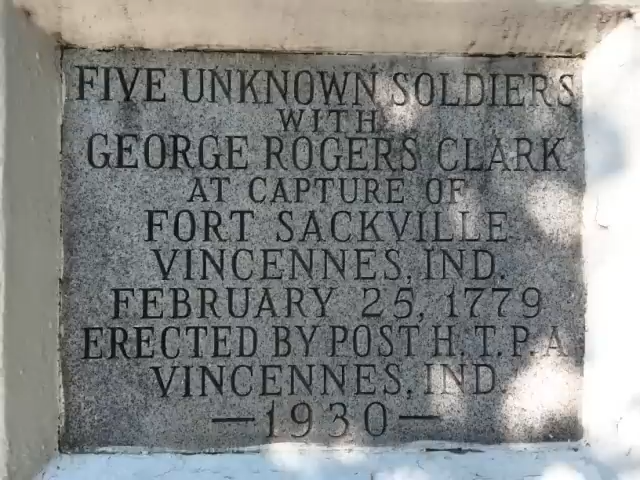 FIVE UNKNOWN SOLDIERS
WITH
GEORGE ROGERS CLARK
AT CAPTURE OF
FORT SACKVILLE
VINCENNES, IND.
FEBRUARY 25, 1779
ERECTED BY POST H. T. P. A
VINCENNES, IND
—1930—